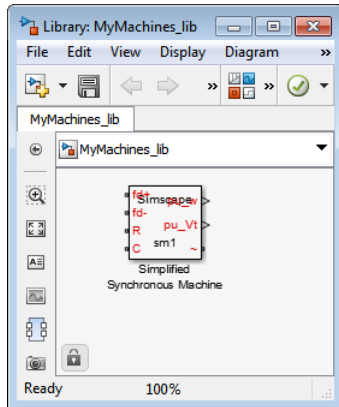 Library: MyMachines_lib
File Edit View Display Diagram »
» »
MyMachines_lib
MyMachines_lib
fd+ Simscape pu_w
fd-
R pu_Vt
sm1
C ~
Simplified
Synchronous Machine
A
Ready 100%